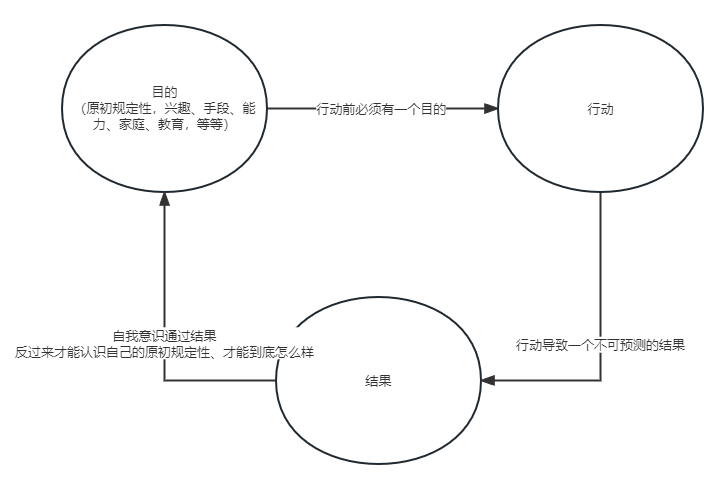 目的
（原初规定性，兴趣、手段、能
力、家庭、教育，等等）
行动前必须有一个目的
行动
自我意识通过结果
反过来才能认识自己的原初规定性、才能到底怎么样
行动导致一个不可预测的结果
结果